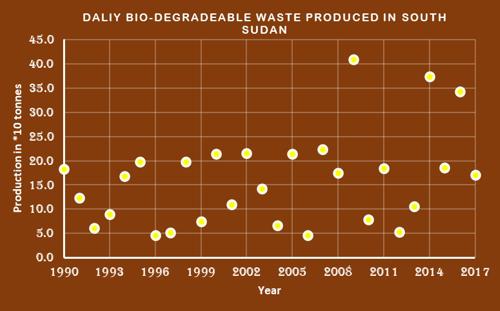 DALIY BIO-DEGRADEABLE WASTE PRODUCED IN SOUTH
SUDAN
45.0
40.0
35.0
30.0
25.0
20.0
15.0
10.0
5.0
0.0
Production in *10 tonnes
1990 1993 1996 1999 2002 2005 2008 2011 2014 2017
Year